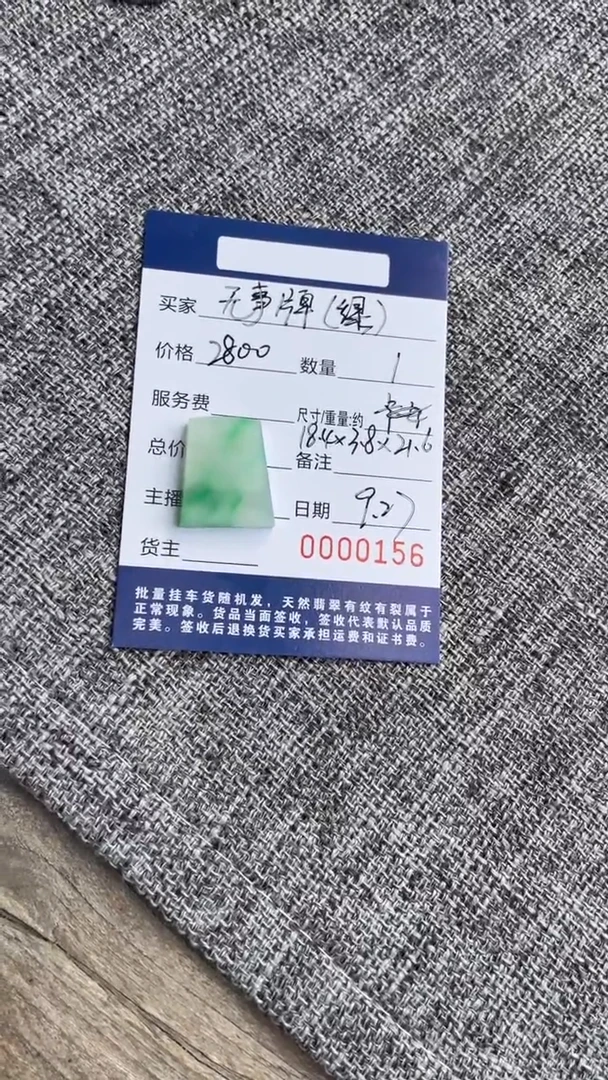 买家 无事牌(绿)
价格 2800 数量 1
服务费 尺寸/重量:约
18.4×3.8×21.6
总价 备注
主播 日期 9.27
货主 0000156
批量挂车货随机发，天然翡翠有纹有裂属于
正常现象。货品当面签收，签收代表默认品质
完美。签收后退换货买家承担运费和证书费。